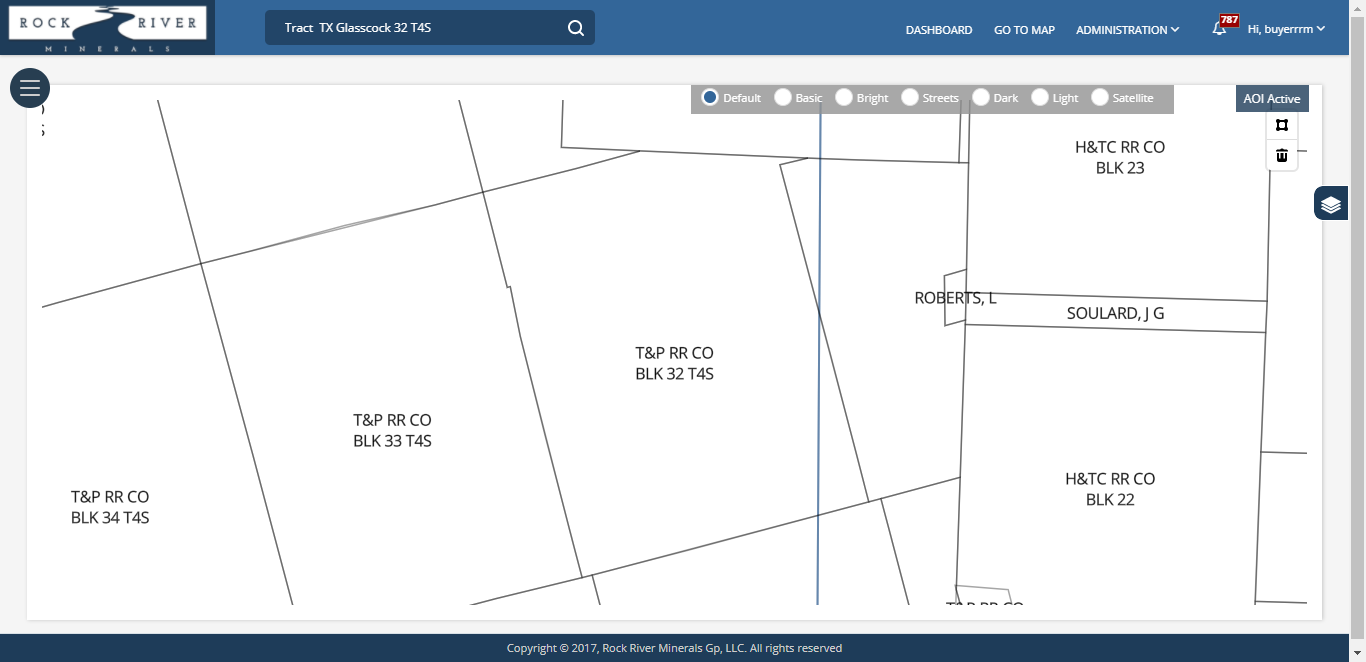 ROCK RIVER
MINERALS
Tract TX Glasscock 32 T4S
DASHBOARD
GO TO MAP
ADMINISTRATION
787
Hi, buyerrrm
Default
Basic
Bright
Streets
Dark
Light
Satellite
AOI Active
H&TC RR CO
BLK 23
ROBERTS, L
SOULARD, J G
T&P RR CO
BLK 32 T4S
T&P RR CO
BLK 33 T4S
T&P RR CO
BLK 34 T4S
H&TC RR CO
BLK 22
T&P RR CO
Copyright © 2017, Rock River Minerals Gp, LLC. All rights reserved